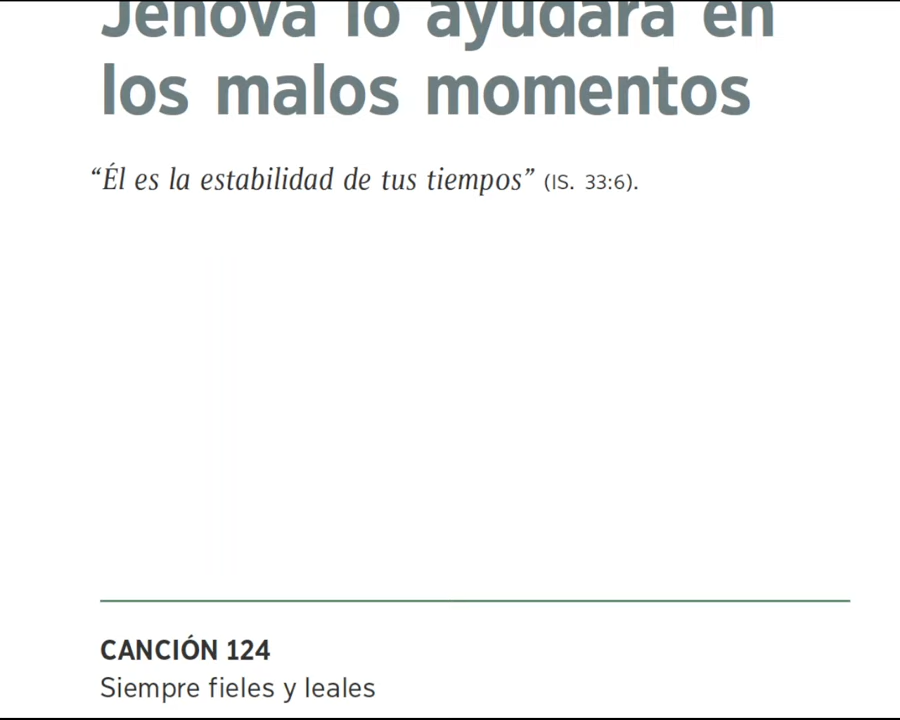 Jehová lo ayudará en
los malos momentos
“Él es la estabilidad de tus tiempos” (IS. 33:6).
CANCIÓN 124
Siempre fieles y leales